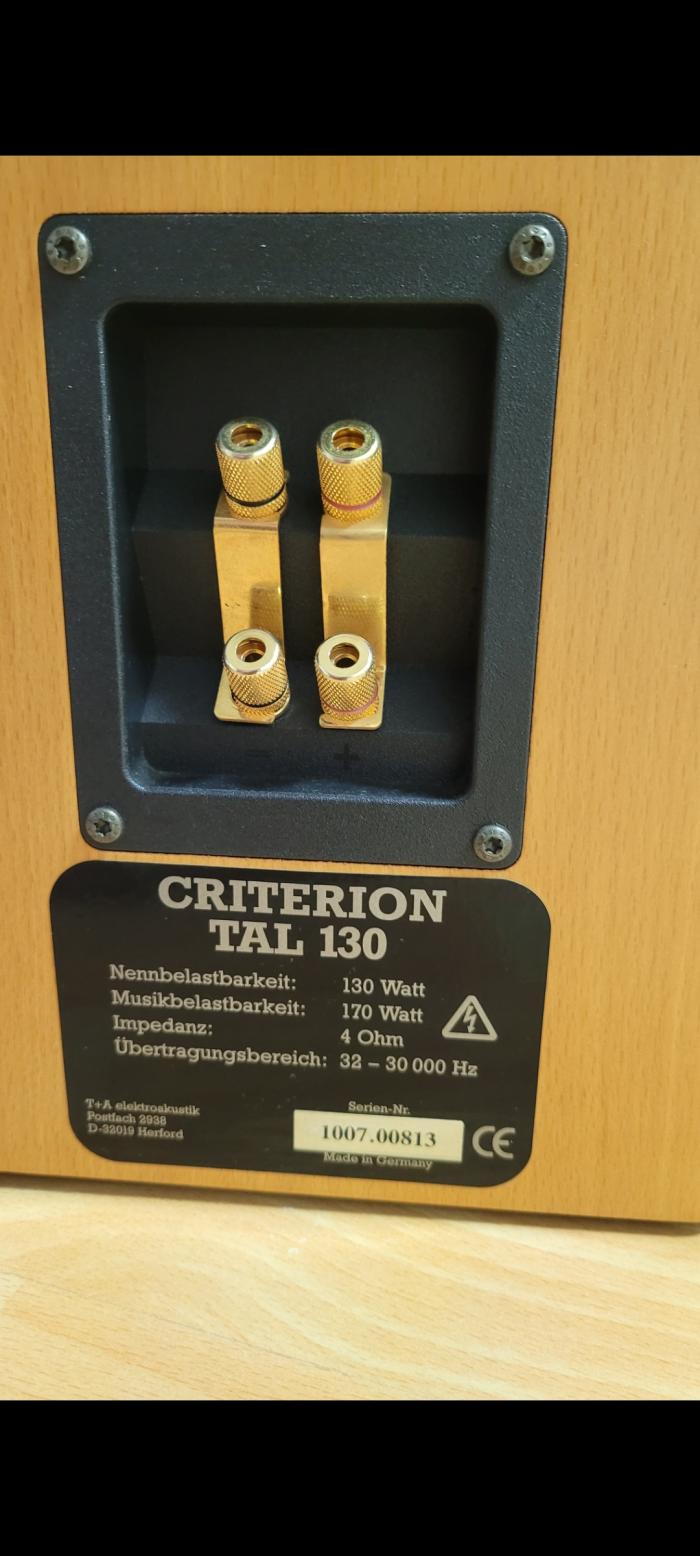 − +
CRITERION
TAL 130
Nennbelastbarkeit: 130 Watt
Musikbelastbarkeit: 170 Watt
Impedanz: 4 Ohm
Übertragungsbereich: 32 – 30 000 Hz
T+A elektroakustik
Postfach 2938
D-32019 Herford
Serien-Nr.
1007.00813
Made in Germany
CE